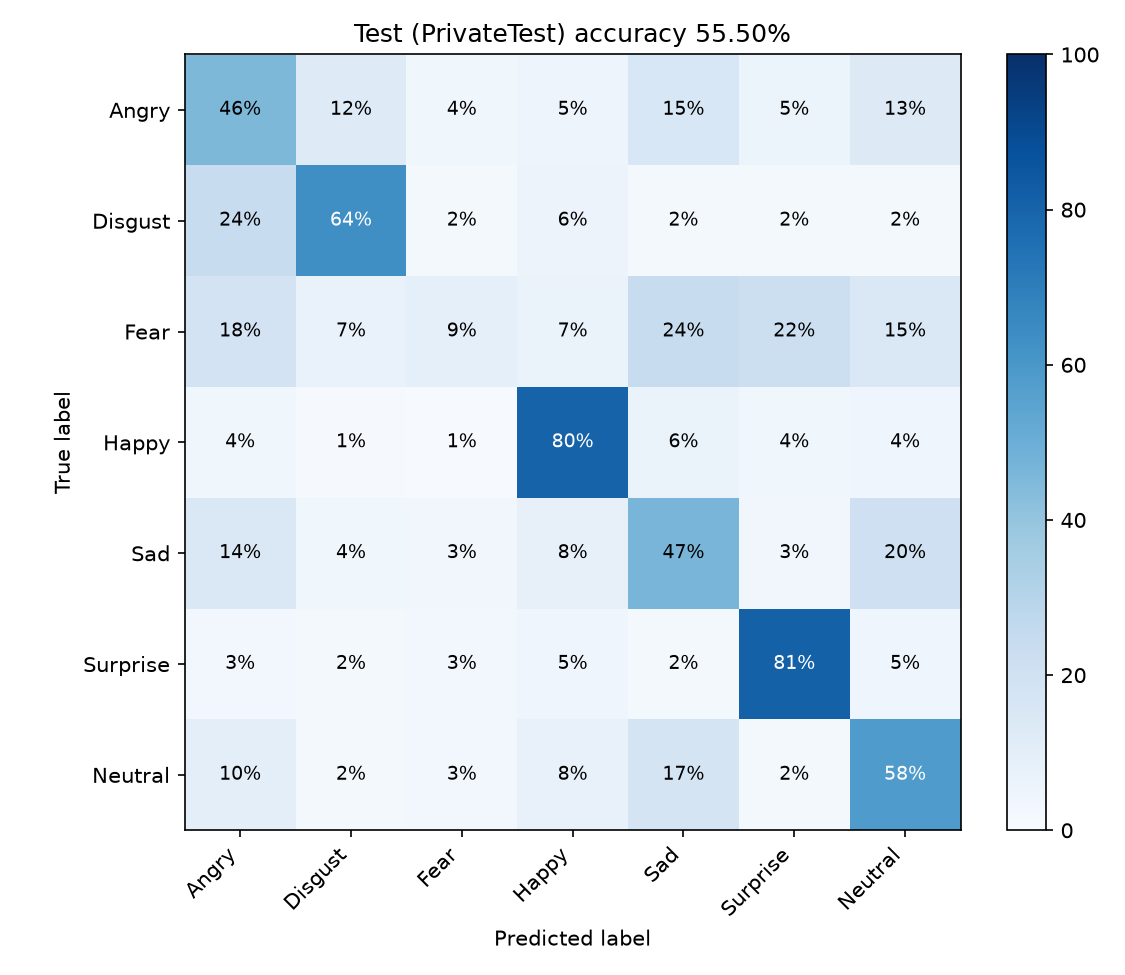 Test (PrivateTest) accuracy 55.50%
Angry 46% 12% 4% 5% 15% 5% 13%
Disgust 24% 64% 2% 6% 2% 2% 2%
Fear 18% 7% 9% 7% 24% 22% 15%
Happy 4% 1% 1% 80% 6% 4% 4%
Sad 14% 4% 3% 8% 47% 3% 20%
Surprise 3% 2% 3% 5% 2% 81% 5%
Neutral 10% 2% 3% 8% 17% 2% 58%
Angry Disgust Fear Happy Sad Surprise Neutral
Predicted label
True label
100
80
60
40
20
0